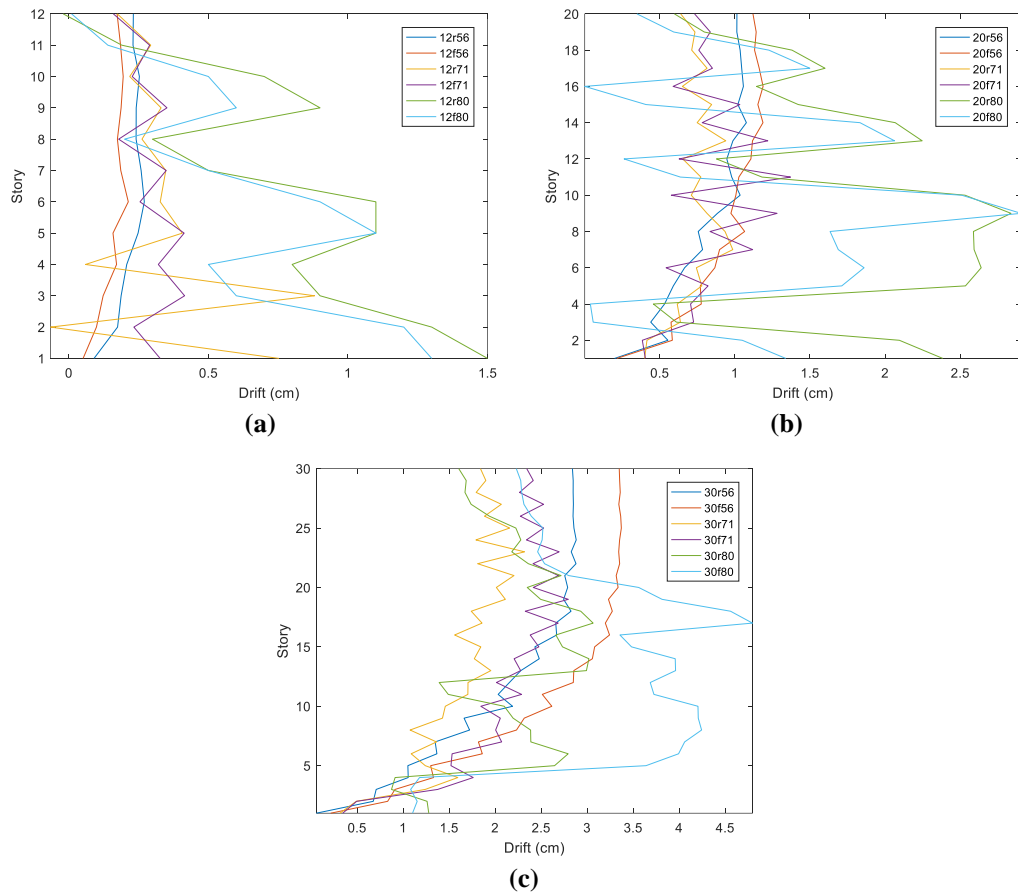 12
11
10
9
8
7
6
5
4
3
2
1
Story
0
0.5
1
1.5
Drift (cm)
12r56
12f56
12r71
12f71
12r80
12f80
(a)
20
18
16
14
12
10
8
6
4
2
Story
0.5
1
1.5
2
2.5
Drift (cm)
20r56
20f56
20r71
20f71
20r80
20f80
(b)
30
25
20
15
10
5
Story
0.5
1
1.5
2
2.5
3
3.5
4
4.5
Drift (cm)
30r56
30f56
30r71
30f71
30r80
30f80
(c)